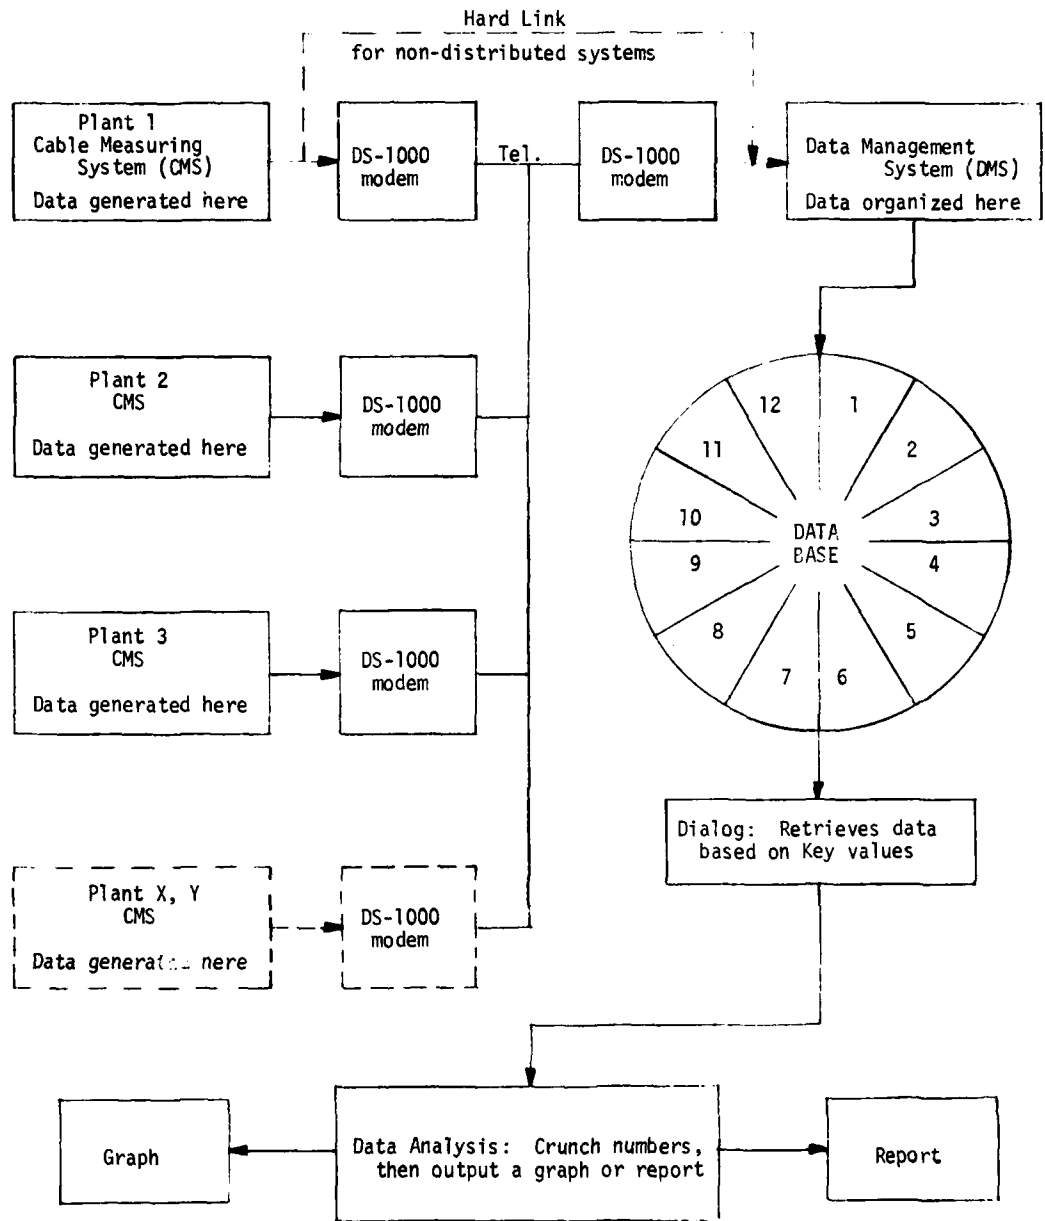 Hard Link
for non-distributed systems
Plant 1
Cable Measuring
System (CMS)
Data generated here
DS-1000
modem
Tel.
DS-1000
modem
Data Management
System (DMS)
Data organized here
Plant 2
CMS
Data generated here
DS-1000
modem
12
1
11
2
10
3
DATA
BASE
9
4
8
5
7
6
Plant 3
CMS
Data generated here
DS-1000
modem
Dialog: Retrieves data
based on Key values
Plant X, Y
CMS
Data here
DS-1000
modem
Graph
Data Analysis: Crunch numbers,
then output a graph or report
Report